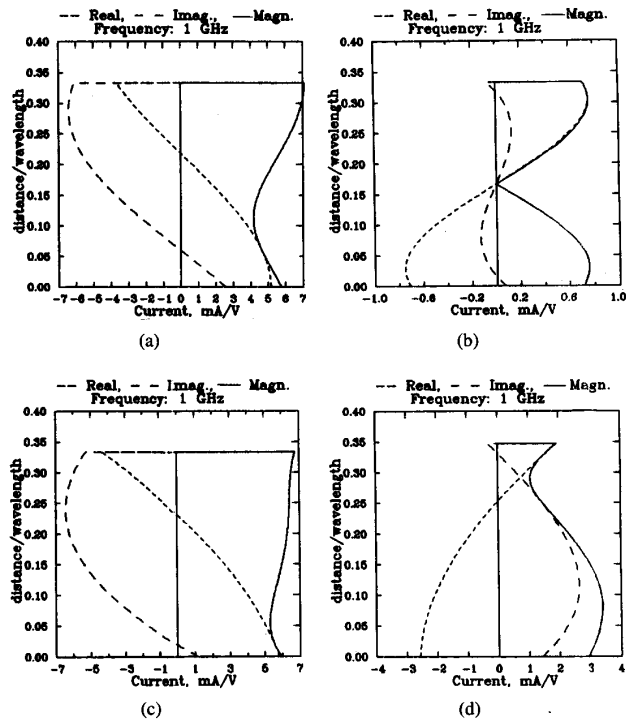 -- Real, – – Imag., — Magn.
Frequency: 1 GHz
0.40
0.35
0.30
0.25
0.20
0.15
0.10
0.05
0.00
distance/wavelength
-7 -6 -5 -4 -3 -2 -1 0 1 2 3 4 5 6 7
Current, mA/V
(a)
-- Real, – – Imag., — Magn.
Frequency: 1 GHz
0.40
0.35
0.30
0.25
0.20
0.15
0.10
0.05
0.00
distance/wavelength
-1.0 -0.6 -0.2 0.2 0.6 1.0
Current, mA/V
(b)
-- Real, – – Imag., — Magn.
Frequency: 1 GHz
0.40
0.35
0.30
0.25
0.20
0.15
0.10
0.05
0.00
distance/wavelength
-7 -5 -3 -1 1 3 5 7
Current, mA/V
(c)
-- Real, – – Imag., — Magn.
Frequency: 1 GHz
0.40
0.35
0.30
0.25
0.20
0.15
0.10
0.05
0.00
distance/wavelength
-4 -3 -2 -1 0 1 2 3 4
Current, mA/V
(d)